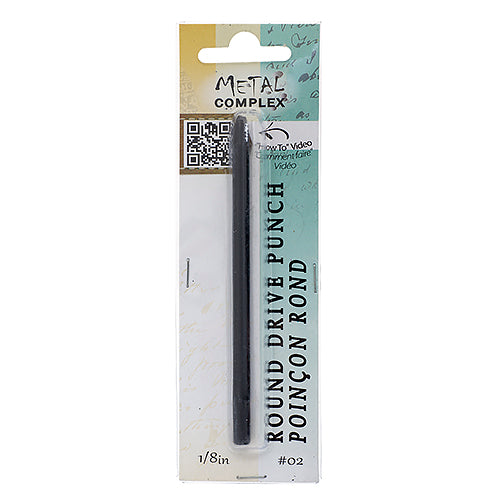 METAL
COMPLEX
"How To" Video
"Comment faire"
Vidéo
ROUND DRIVE PUNCH
POINÇON ROND
1/8in
#02